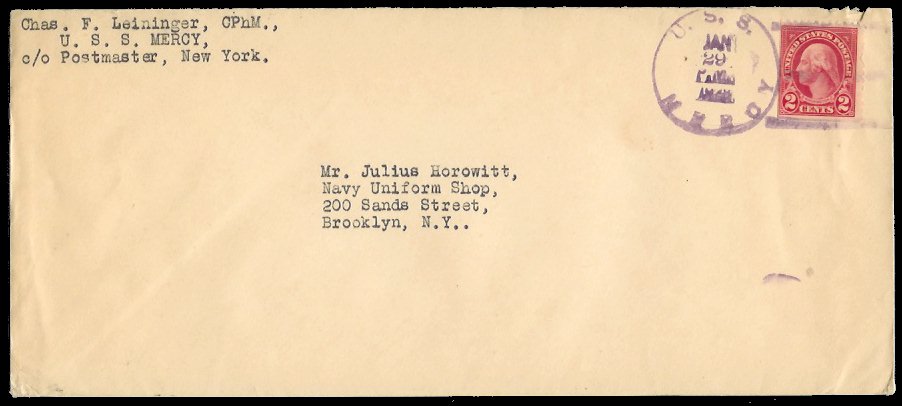 Chas. F. Leininger, CPhM.,
U. S. S. MERCY,
c/o Postmaster, New York.
U. S. S.
JAN
29
MERCY
UNITED STATES POSTAGE
2 2
CENTS
Mr. Julius Horowitt,
Navy Uniform Shop,
200 Sands Street,
Brooklyn, N.Y..